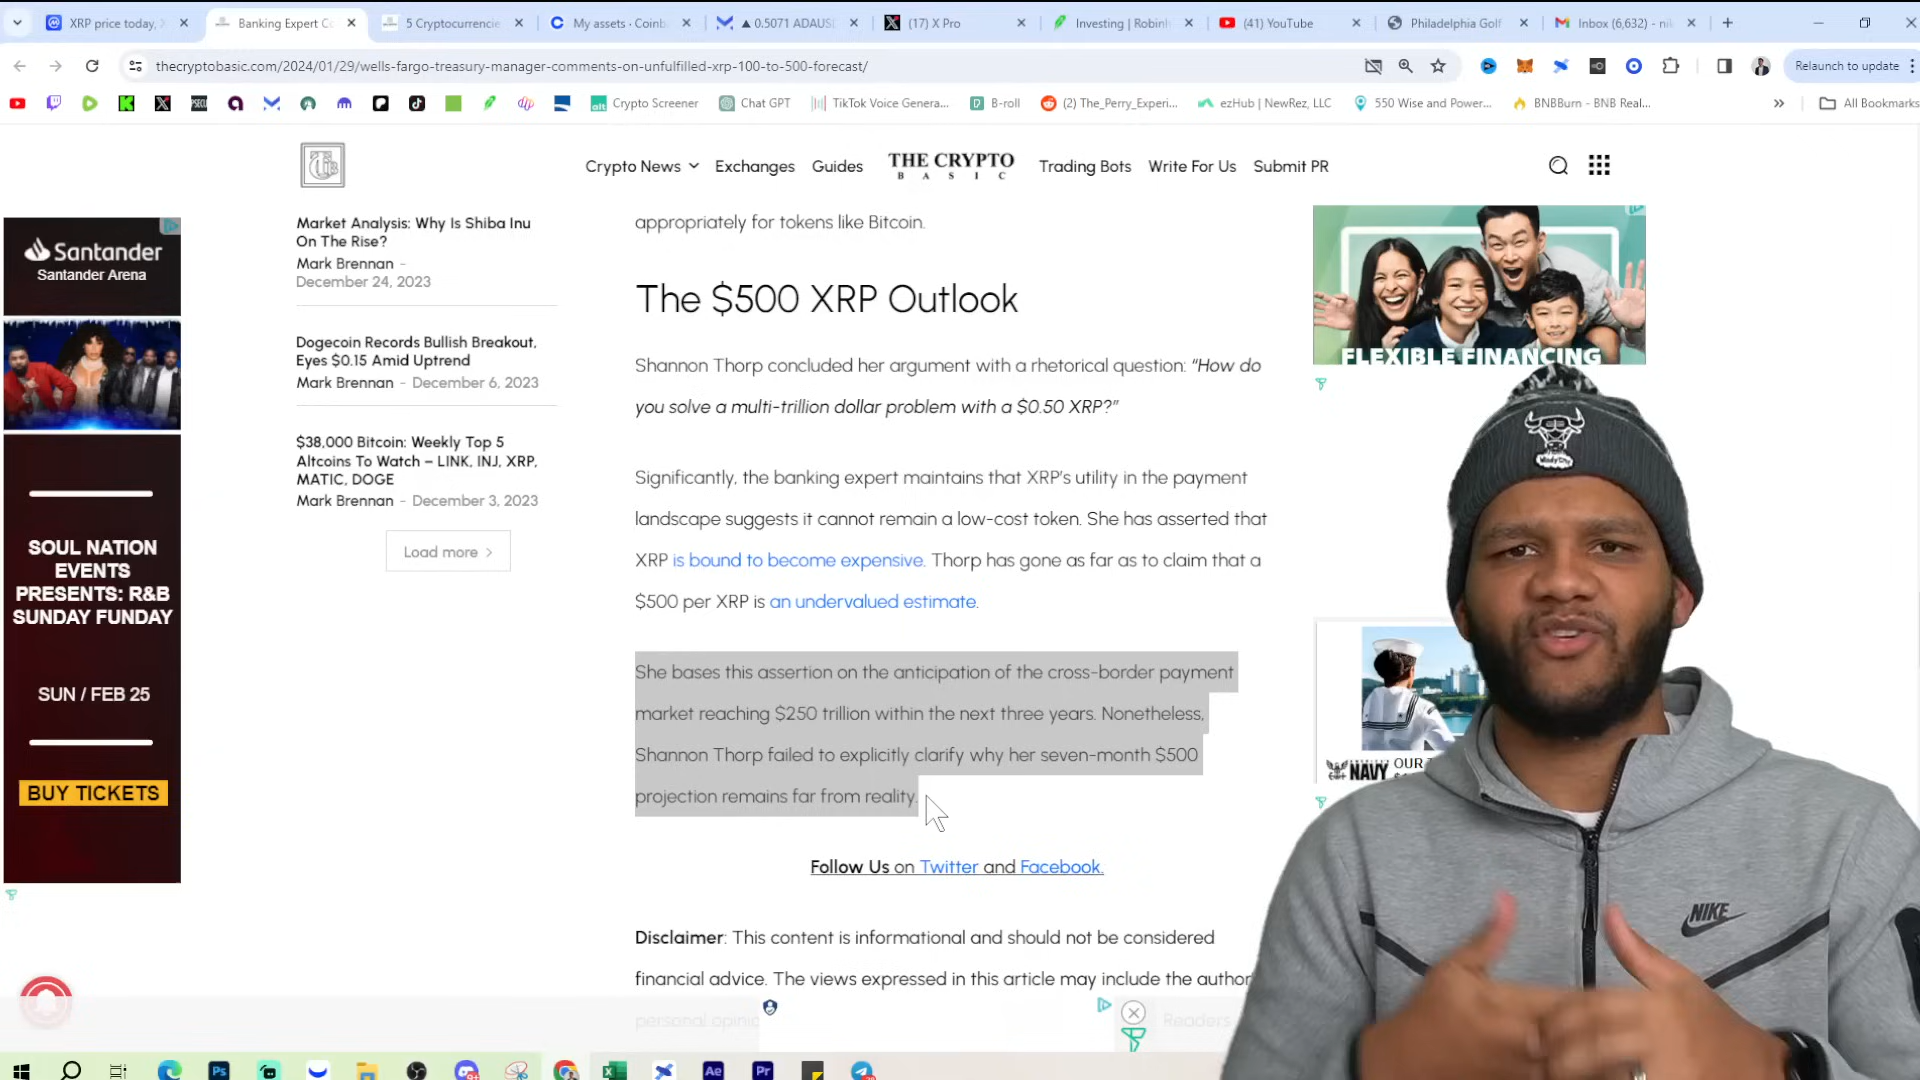 XRP price today,
Banking Expert Co
5 Cryptocurrencie
My assets · Coinb
▲ 0.5071 ADAUSD
(17) X Pro
Investing | Robinh
(41) YouTube
Philadelphia Golf
Inbox (6,632) - nik
thecryptobasic.com/2024/01/29/wells-fargo-treasury-manager-comments-on-unfulfilled-xrp-100-to-500-forecast/
Relaunch to update
Crypto Screener
Chat GPT
TikTok Voice Genera...
B-roll
(2) The_Perry_Experi...
ezHub | NewRez, LLC
550 Wise and Power...
BNBBurn - BNB Real...
All Bookmarks
Crypto News
Exchanges
Guides
THE CRYPTO
BASIC
Trading Bots
Write For Us
Submit PR
Santander
Santander Arena
SOUL NATION
EVENTS
PRESENTS: R&B
SUNDAY FUNDAY
SUN / FEB 25
BUY TICKETS
Market Analysis: Why Is Shiba Inu
On The Rise?
Mark Brennan -
December 24, 2023
Dogecoin Records Bullish Breakout,
Eyes $0.15 Amid Uptrend
Mark Brennan - December 6, 2023
$38,000 Bitcoin: Weekly Top 5
Altcoins To Watch – LINK, INJ, XRP,
MATIC, DOGE
Mark Brennan - December 3, 2023
Load more
appropriately for tokens like Bitcoin.
The $500 XRP Outlook
Shannon Thorp concluded her argument with a rhetorical question: “How do
you solve a multi-trillion dollar problem with a $0.50 XRP?”
Significantly, the banking expert maintains that XRP’s utility in the payment
landscape suggests it cannot remain a low-cost token. She has asserted that
XRP is bound to become expensive. Thorp has gone as far as to claim that a
$500 per XRP is an undervalued estimate.
She bases this assertion on the anticipation of the cross-border payment
market reaching $250 trillion within the next three years. Nonetheless,
Shannon Thorp failed to explicitly clarify why her seven-month $500
projection remains far from reality.
Follow Us on Twitter and Facebook.
Disclaimer: This content is informational and should not be considered
financial advice. The views expressed in this article may include the author
personal opinio
Readers
FLEXIBLE FINANCING
NAVY
OUR
NIKE